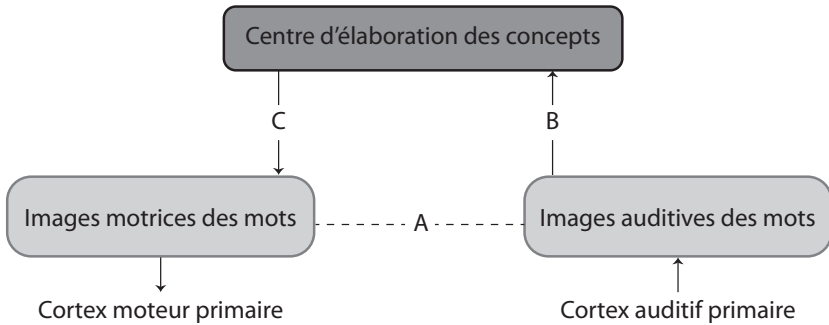 Centre d'élaboration des concepts
C
B
Images motrices des mots
A
Images auditives des mots
Cortex moteur primaire
Cortex auditif primaire